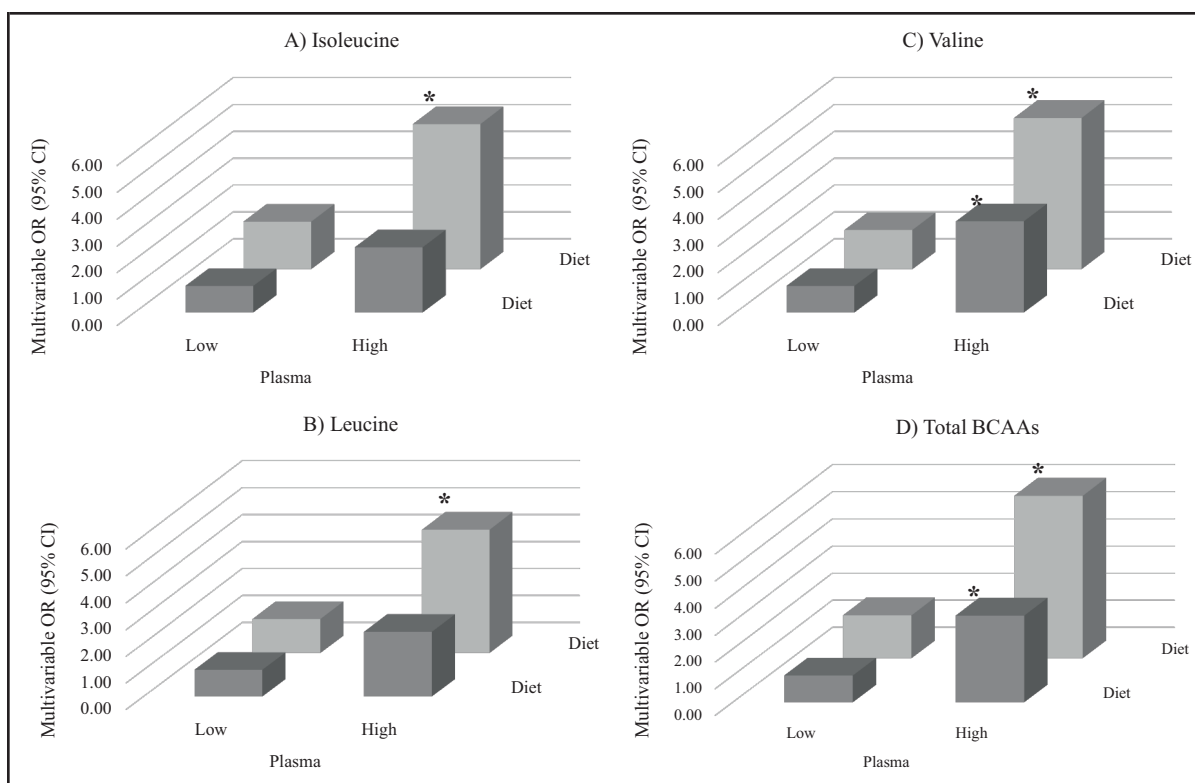 A) Isoleucine
Multivariable OR (95% CI)
6.00
5.00
4.00
3.00
2.00
1.00
0.00
*
Diet
Diet
Low
High
Plasma
C) Valine
Multivariable OR (95% CI)
6.00
5.00
4.00
3.00
2.00
1.00
0.00
*
*
Diet
Diet
Low
High
Plasma
B) Leucine
Multivariable OR (95% CI)
6.00
5.00
4.00
3.00
2.00
1.00
0.00
*
Diet
Diet
Low
High
Plasma
D) Total BCAAs
Multivariable OR (95% CI)
6.00
5.00
4.00
3.00
2.00
1.00
0.00
*
*
Diet
Diet
Low
High
Plasma